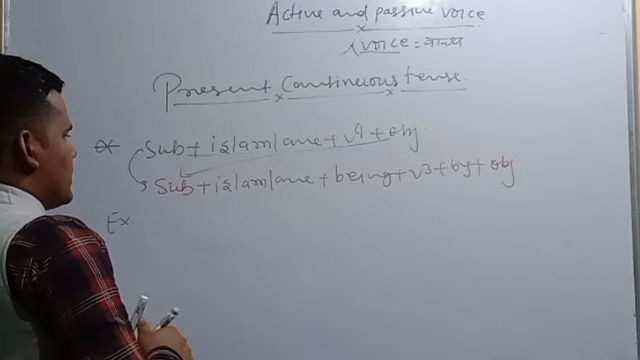 Active and passive voice
voice = वाच्य
Present Continuous tense.
Sub + is/am/are + v4 + obj
Sub + is/am/are + being + v3 + by + obj
Ex